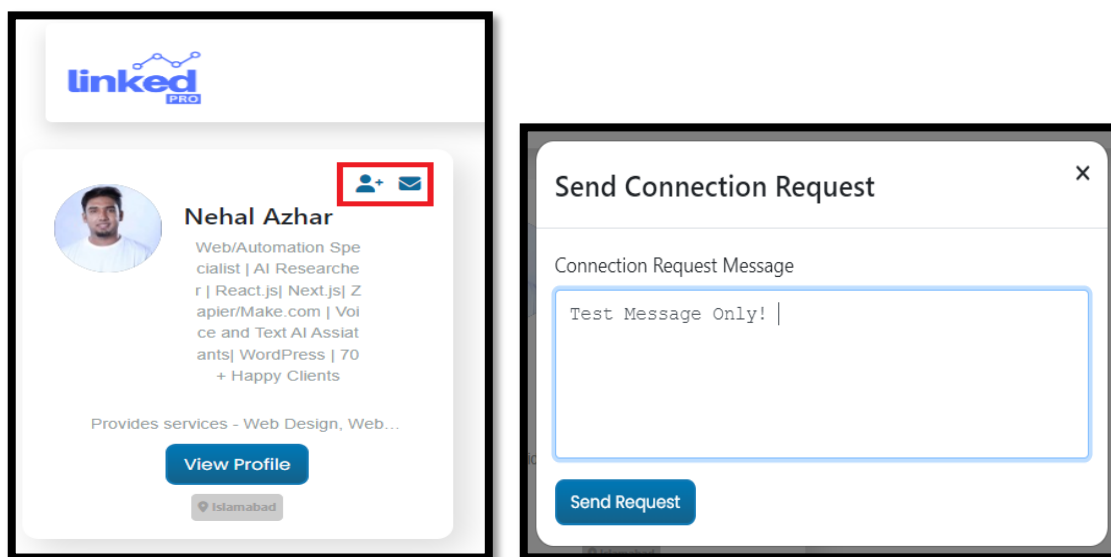 linked
PRO
Nehal Azhar
Web/Automation Spe
cialist | AI Researche
r | React.js| Next.js| Z
apier/Make.com | Voi
ce and Text AI Assiat
ants| WordPress | 70
+ Happy Clients
Provides services - Web Design, Web...
View Profile
Islamabad
Send Connection Request
×
Connection Request Message
Test Message Only!
Send Request
Islamabad